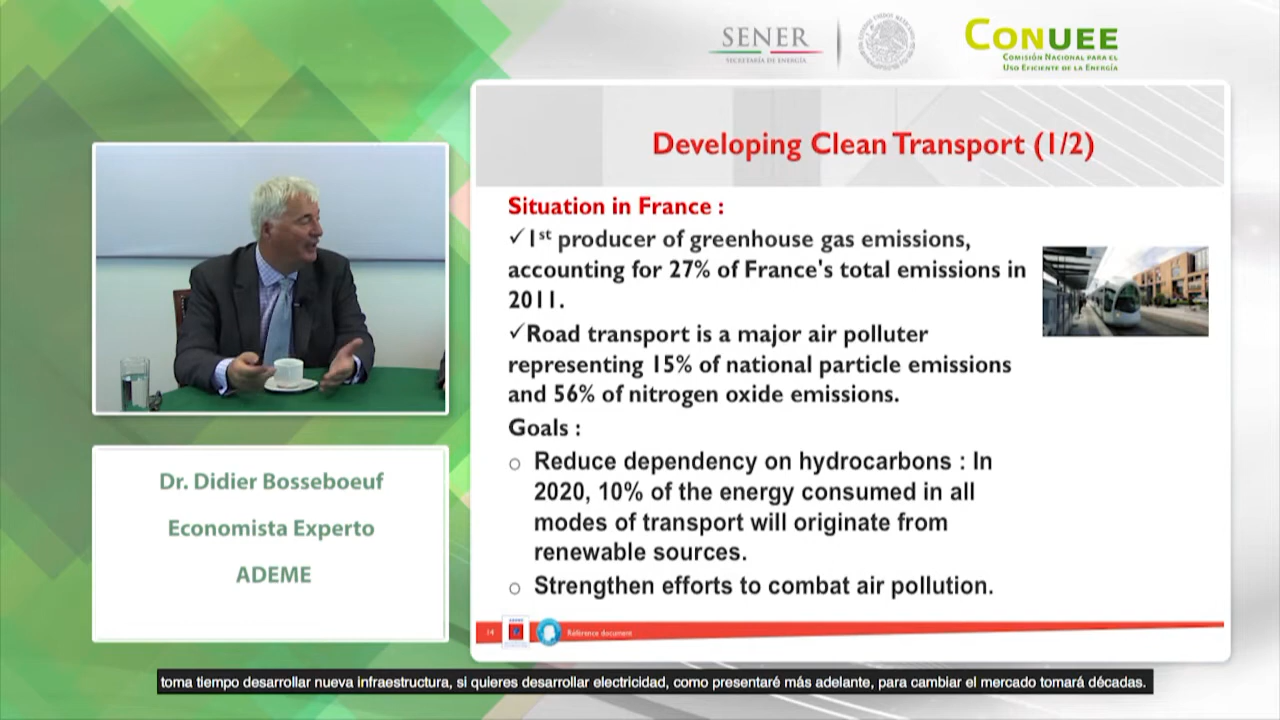 SENER
SECRETARÍA DE ENERGÍA
CONUEE
COMISIÓN NACIONAL PARA EL
USO EFICIENTE DE LA ENERGÍA
Developing Clean Transport (1/2)
Situation in France :
✓1st producer of greenhouse gas emissions,
accounting for 27% of France's total emissions in
2011.
✓Road transport is a major air polluter
representing 15% of national particle emissions
and 56% of nitrogen oxide emissions.
Goals :
○ Reduce dependency on hydrocarbons : In
2020, 10% of the energy consumed in all
modes of transport will originate from
renewable sources.
○ Strengthen efforts to combat air pollution.
14
Référence document
Dr. Didier Bosseboeuf
Economista Experto
ADEME
toma tiempo desarrollar nueva infraestructura, si quieres desarrollar electricidad, como presentaré más adelante, para cambiar el mercado tomará décadas.